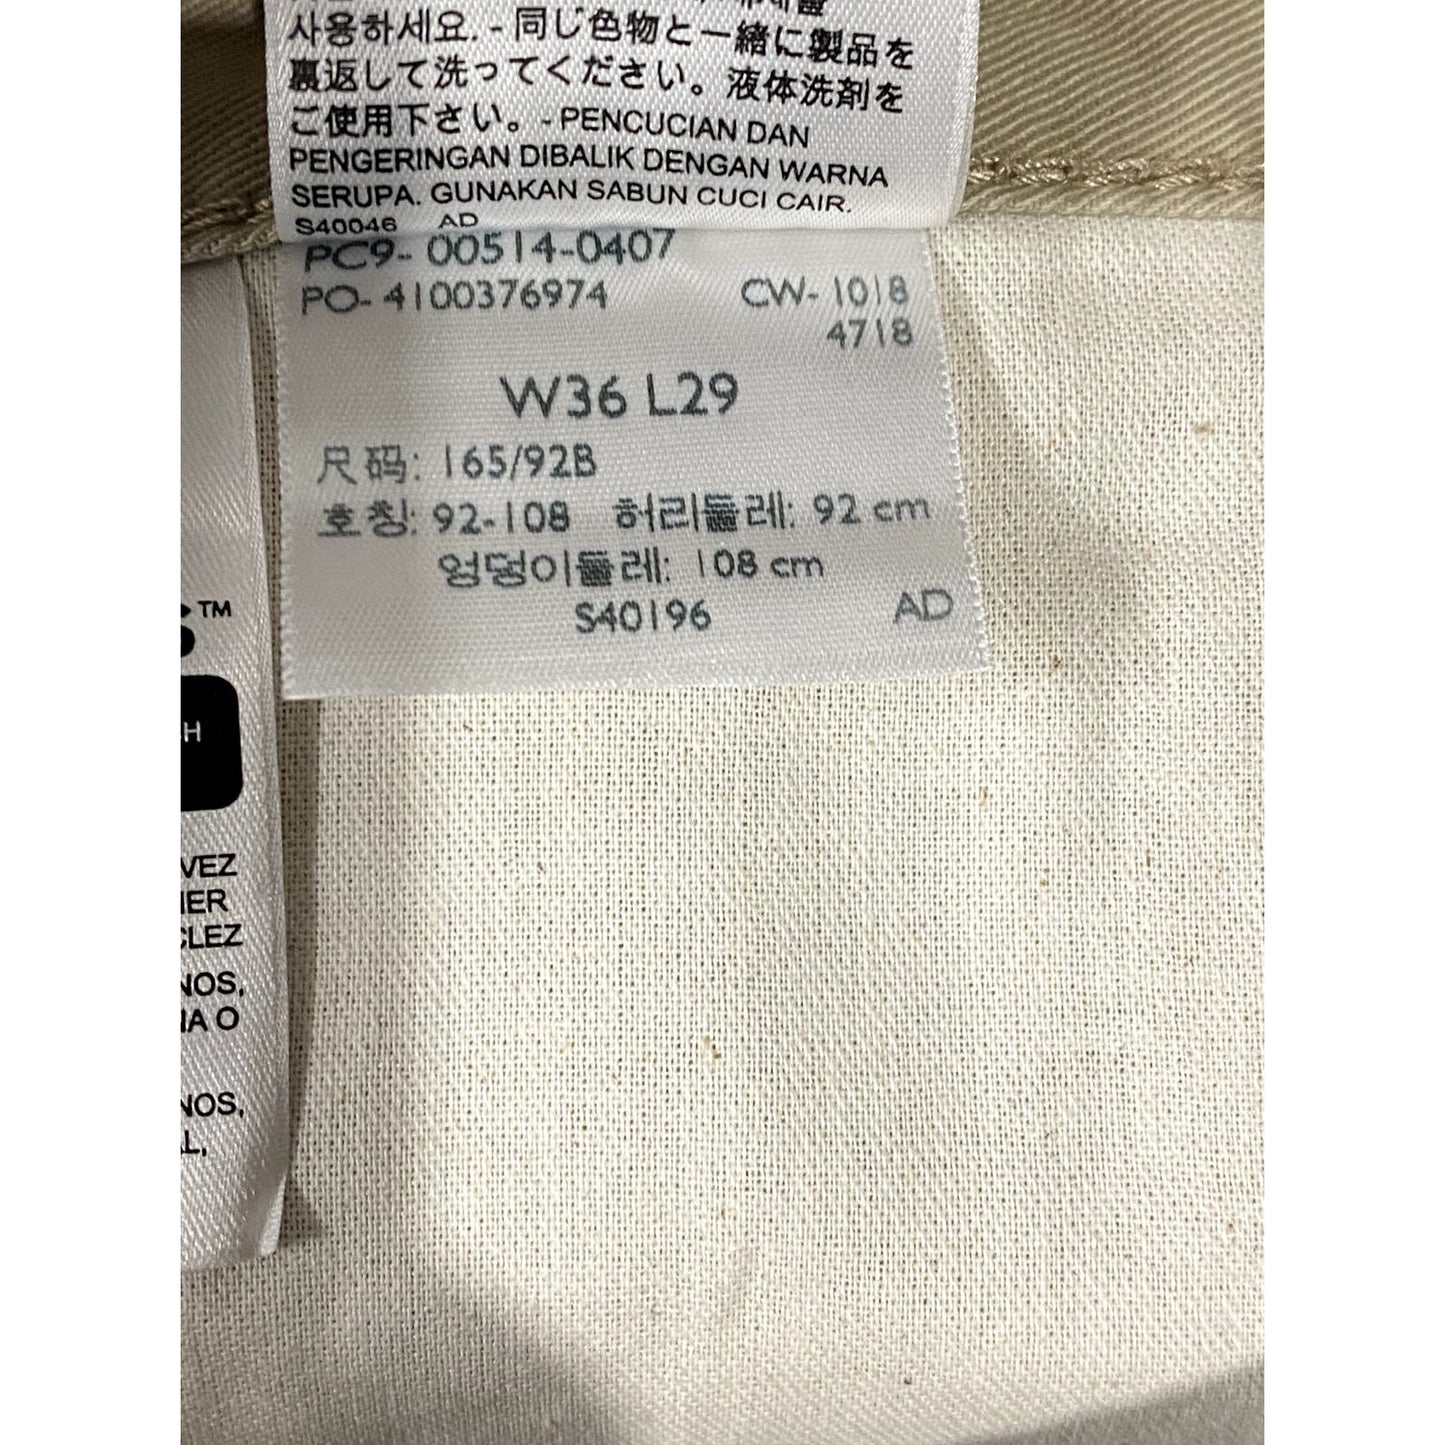 사용하세요. - 同じ色物と一緒に製品を
裏返して洗ってください。液体洗剤を
ご使用下さい。- PENCUCIAN DAN
PENGERINGAN DIBALIK DENGAN WARNA
SERUPA. GUNAKAN SABUN CUCI CAIR.
S40046 AD
PC9- 00514-0407
PO- 4100376974 CW- 1018
4718
W36 L29
尺码: 165/92B
호칭: 92-108 허리둘레: 92 cm
엉덩이둘레: 108 cm
S40196 AD
TM
H
VEZ
IER
CLEZ
NOS,
IA O
NOS,
L,